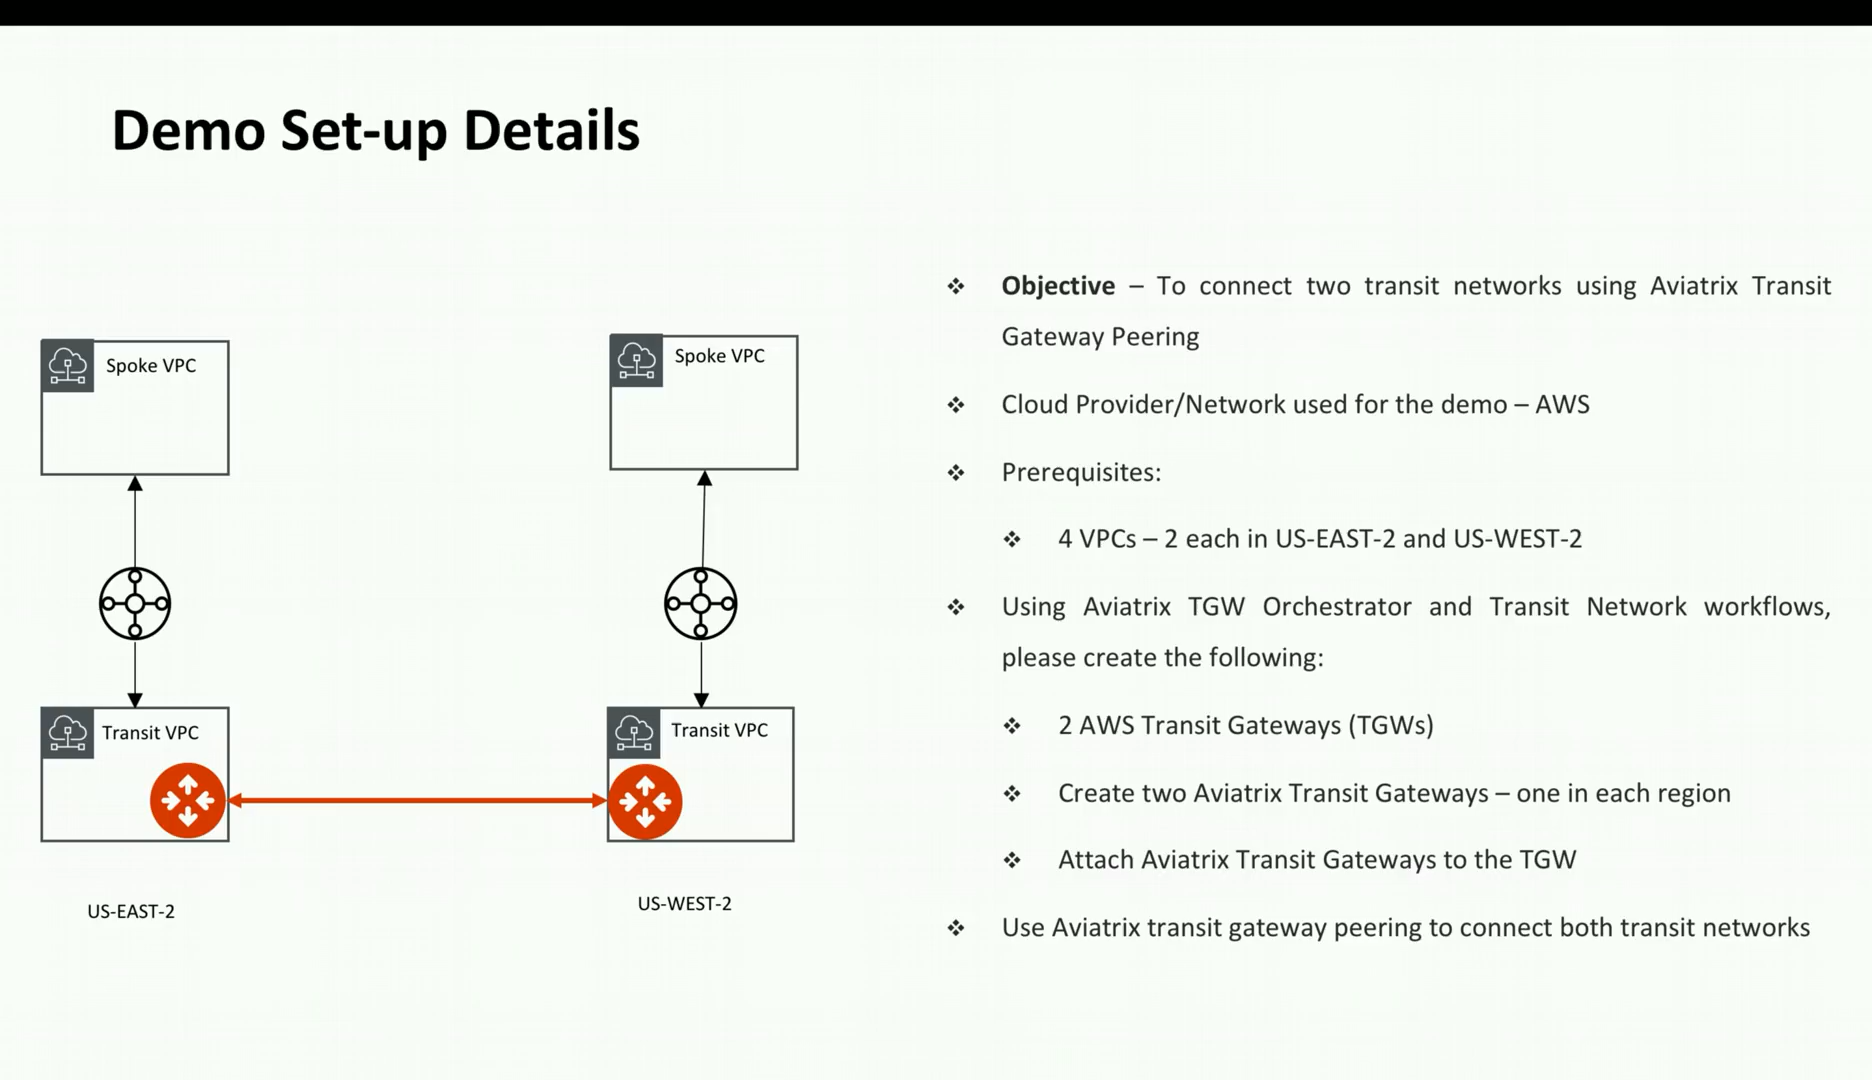 Demo Set-up Details
Spoke VPC
Spoke VPC
Transit VPC
Transit VPC
US-EAST-2
US-WEST-2
❖ Objective – To connect two transit networks using Aviatrix Transit
Gateway Peering
❖ Cloud Provider/Network used for the demo – AWS
❖ Prerequisites:
❖ 4 VPCs – 2 each in US-EAST-2 and US-WEST-2
❖ Using Aviatrix TGW Orchestrator and Transit Network workflows,
please create the following:
❖ 2 AWS Transit Gateways (TGWs)
❖ Create two Aviatrix Transit Gateways – one in each region
❖ Attach Aviatrix Transit Gateways to the TGW
❖ Use Aviatrix transit gateway peering to connect both transit networks